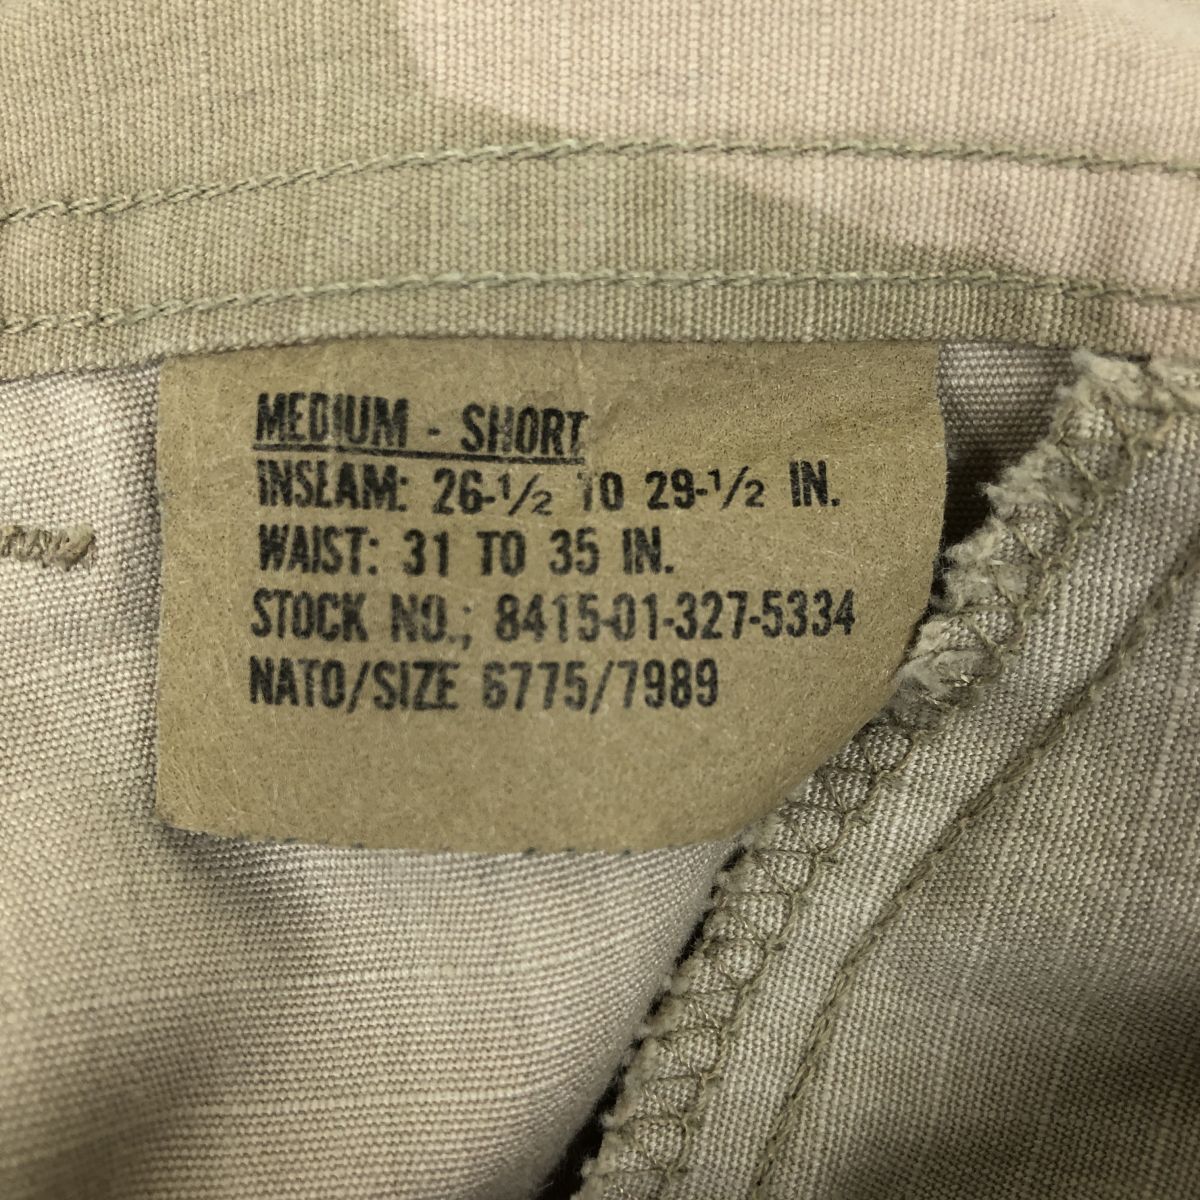 MEDIUM - SHORT
INSLAM: 26-1/2 TO 29-1/2 IN.
WAIST: 31 TO 35 IN.
STOCK NO.; 8415-01-327-5334
NATO/SIZE 6775/7989